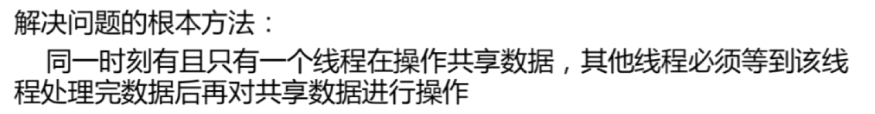 解决问题的根本方法：
同一时刻有且只有一个线程在操作共享数据，其他线程必须等到该线
程处理完数据后再对共享数据进行操作